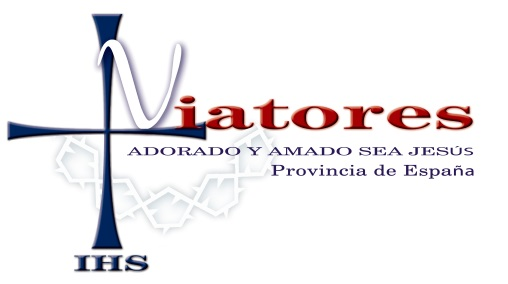 Viatores
ADORADO Y AMADO SEA JESÚS
Provincia de España
IHS